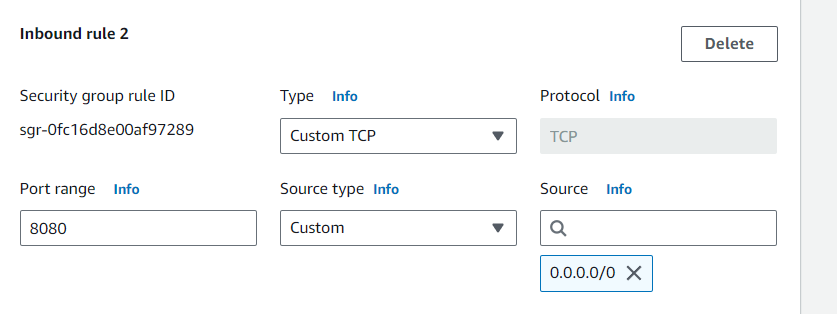 Inbound rule 2
Delete
Security group rule ID
Type Info
Protocol Info
sgr-0fc16d8e00af97289
Custom TCP
TCP
Port range Info
Source type Info
Source Info
8080
Custom
0.0.0.0/0